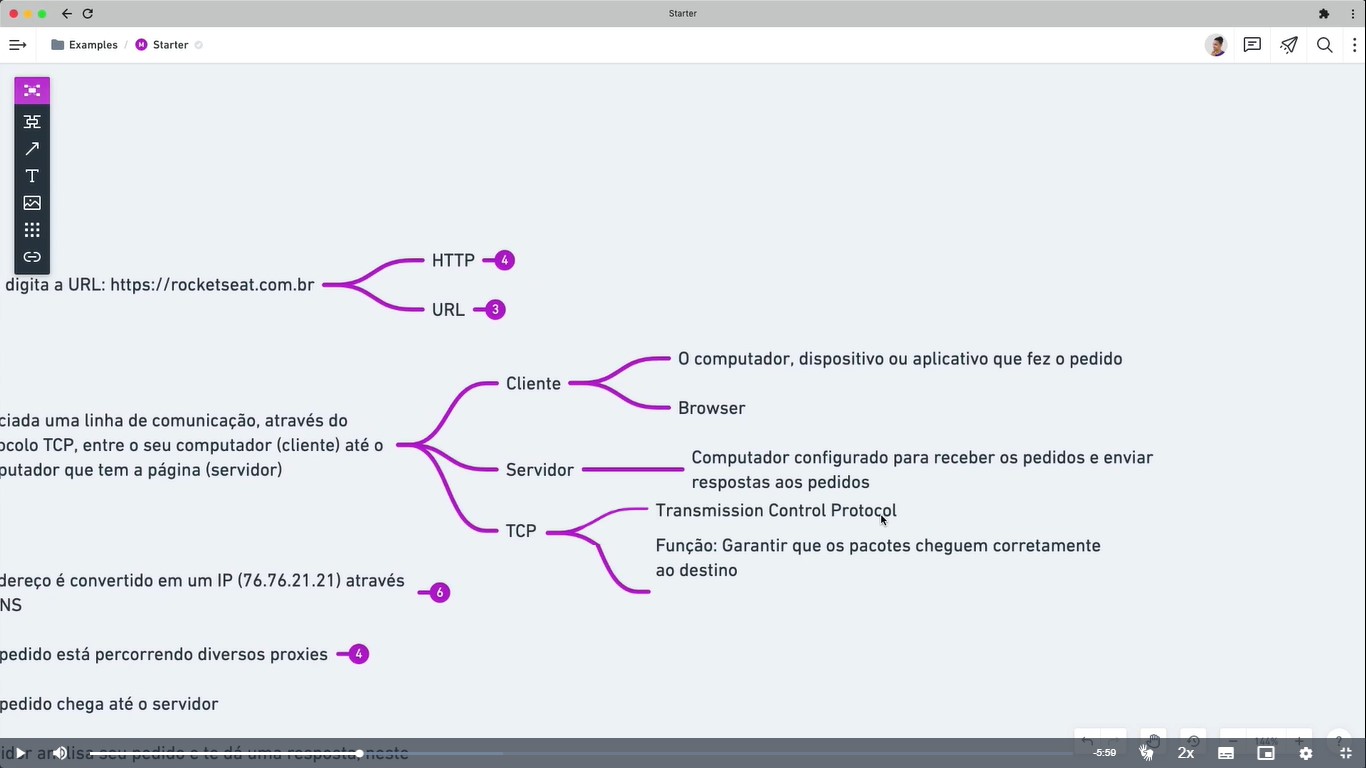 Starter
Examples / Starter
digita a URL: https://rocketseat.com.br
HTTP 4
URL 3
Cliente
O computador, dispositivo ou aplicativo que fez o pedido
Browser
ciada uma linha de comunicação, através do
ocolo TCP, entre o seu computador (cliente) até o
putador que tem a página (servidor)
Servidor
Computador configurado para receber os pedidos e enviar
respostas aos pedidos
TCP
Transmission Control Protocol
Função: Garantir que os pacotes cheguem corretamente
ao destino
dereço é convertido em um IP (76.76.21.21) através
NS
6
pedido está percorrendo diversos proxies 4
pedido chega até o servidor
idor analisa seu pedido e te dá uma resposta, neste
-5:59
2x